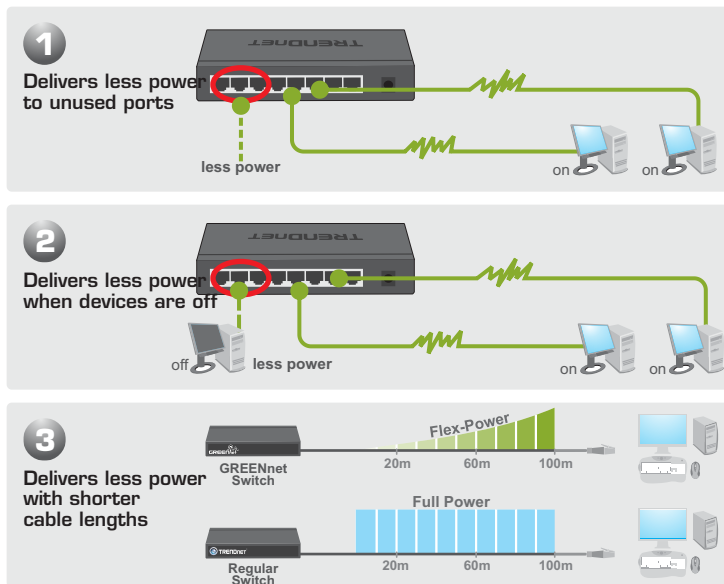 1
TRENDNET
Delivers less power
to unused ports
less power
on
on
2
TRENDNET
Delivers less power
when devices are off
off
less power
on
on
3
Flex-Power
GREENnet
GREENnet
Switch
20m
60m
100m
Delivers less power
with shorter
cable lengths
Full Power
TRENDNET
Regular
Switch
20m
60m
100m